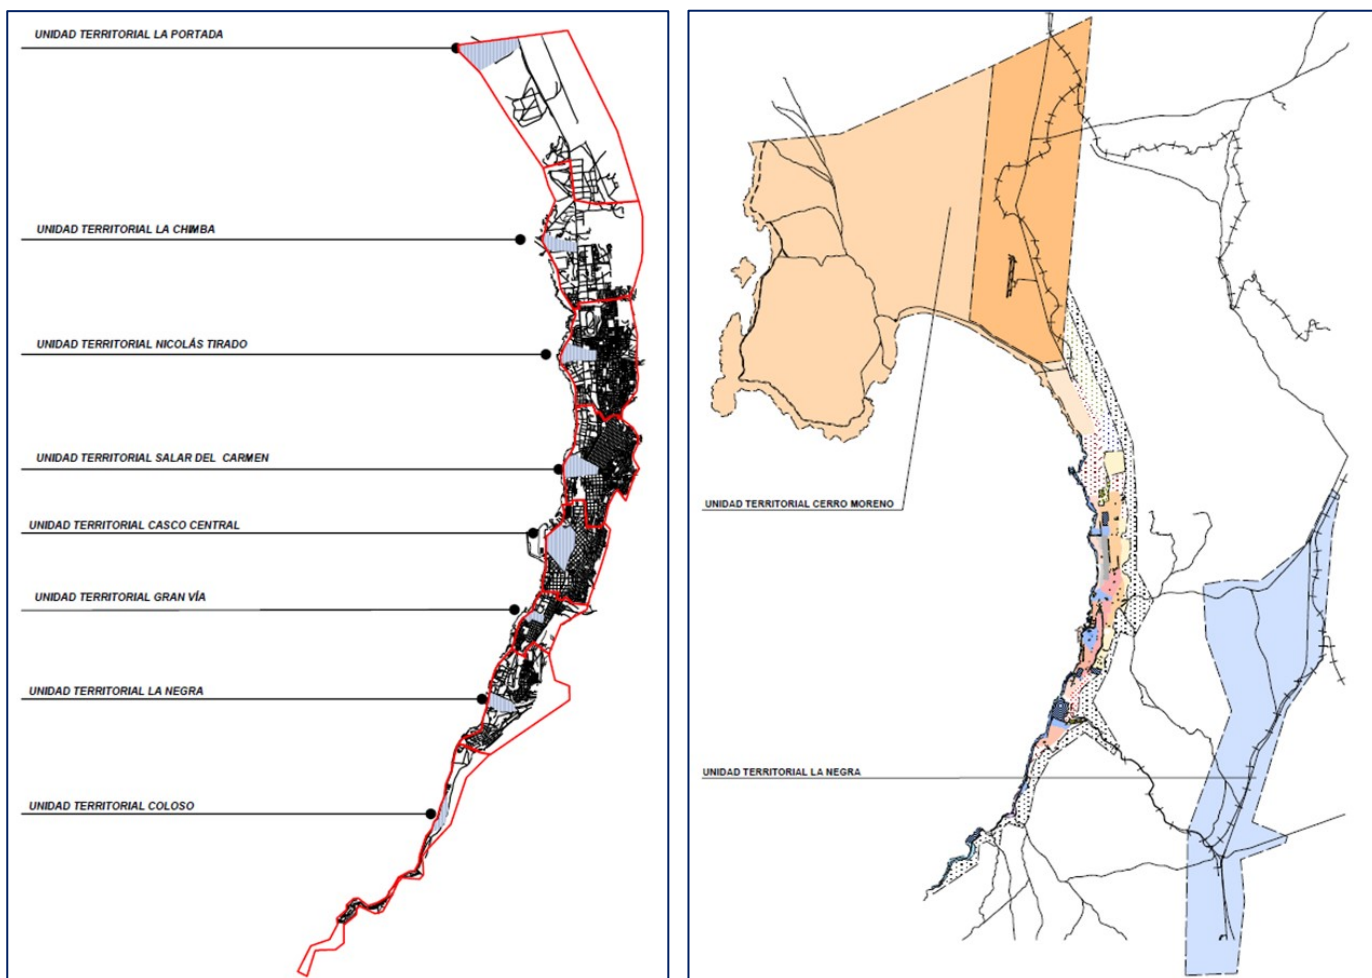 UNIDAD TERRITORIAL LA PORTADA
UNIDAD TERRITORIAL LA CHIMBA
UNIDAD TERRITORIAL NICOLÁS TIRADO
UNIDAD TERRITORIAL SALAR DEL CARMEN
UNIDAD TERRITORIAL CASCO CENTRAL
UNIDAD TERRITORIAL GRAN VÍA
UNIDAD TERRITORIAL LA NEGRA
UNIDAD TERRITORIAL COLOSO
UNIDAD TERRITORIAL CERRO MORENO
UNIDAD TERRITORIAL LA NEGRA